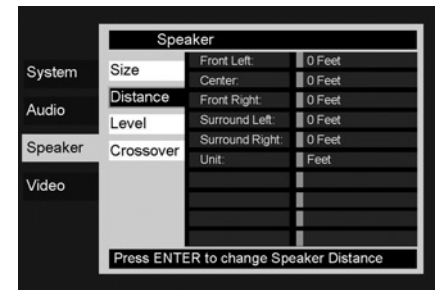 Speaker
System
Audio
Speaker
Video
Size
Distance
Level
Crossover
Front Left: 0 Feet
Center: 0 Feet
Front Right: 0 Feet
Surround Left: 0 Feet
Surround Right: 0 Feet
Unit: Feet
Press ENTER to change Speaker Distance